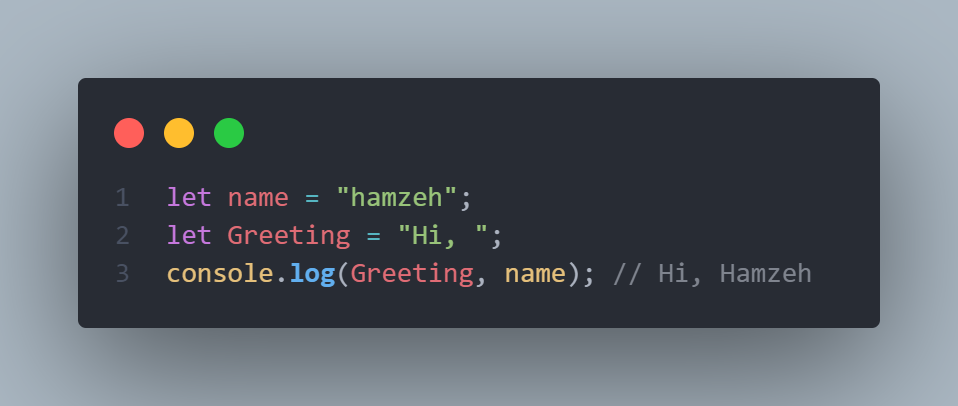 1 let name = "hamzeh";
2 let Greeting = "Hi, ";
3 console.log(Greeting, name); // Hi, Hamzeh